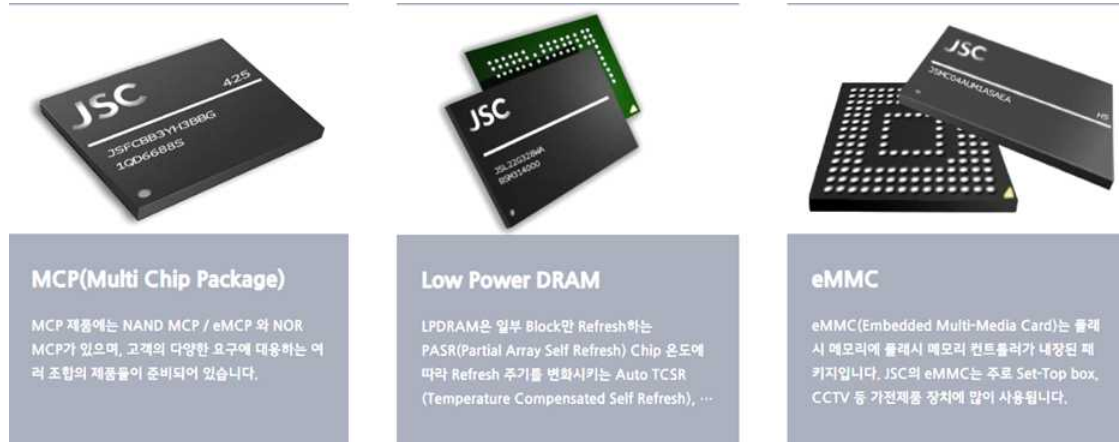 JSC
425
JSFCBB3YH3BBG
1QD6688S
MCP(Multi Chip Package)
MCP 제품에는 NAND MCP / eMCP 와 NOR
MCP가 있으며, 고객의 다양한 요구에 대응하는 여
러 조합의 제품들이 준비되어 있습니다.
JSC
JSL22G328WA
RSM314000
Low Power DRAM
LPDRAM은 일부 Block만 Refresh하는
PASR(Partial Array Self Refresh) Chip 온도에
따라 Refresh 주기를 변화시키는 Auto TCSR
(Temperature Compensated Self Refresh), …
JSC
JSMC04AUM1ASAEA
H5
eMMC
eMMC(Embedded Multi-Media Card)는 플래
시 메모리에 플래시 메모리 컨트롤러가 내장된 패
키지입니다. JSC의 eMMC는 주로 Set-Top box,
CCTV 등 가전제품 장치에 많이 사용됩니다.